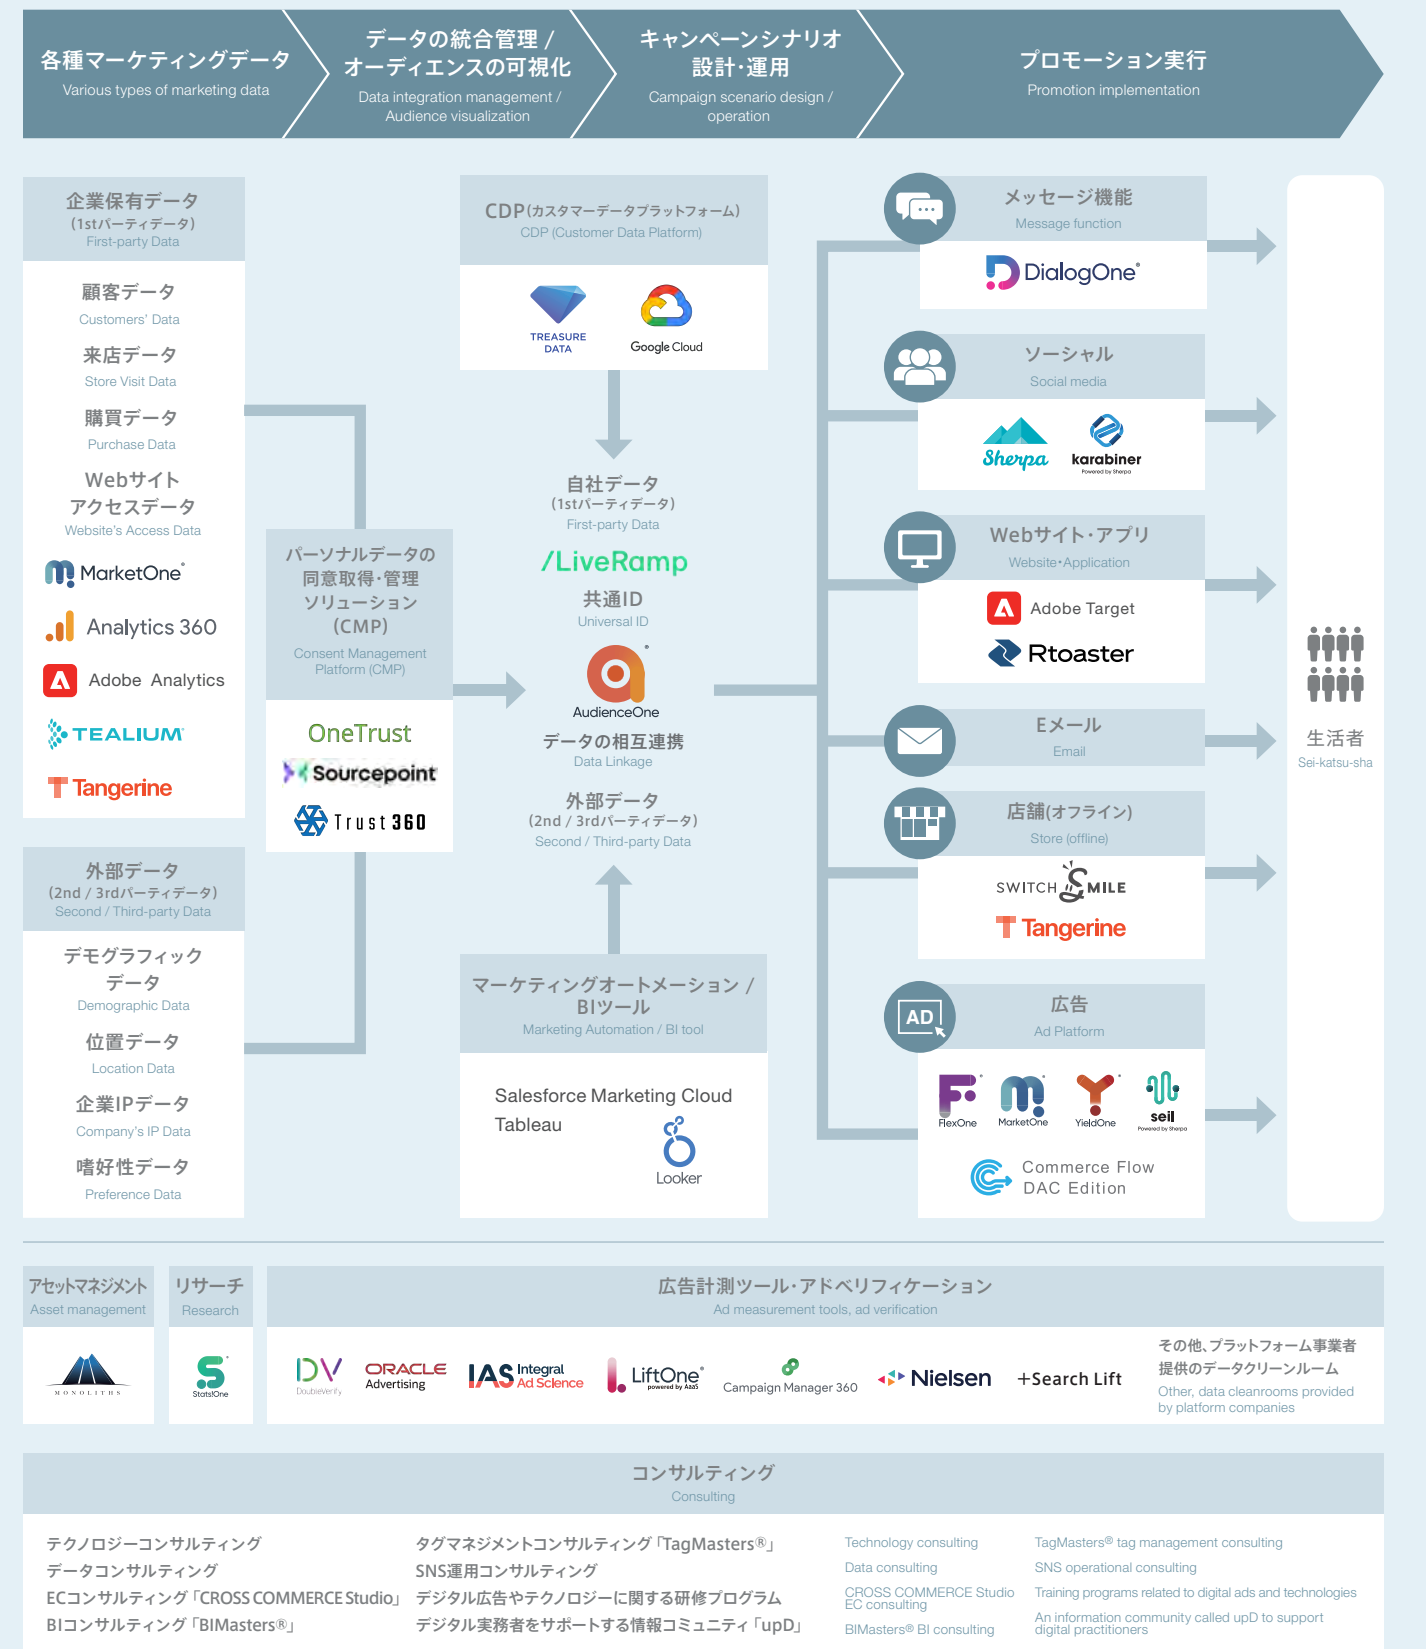 各種マーケティングデータ
Various types of marketing data
データの統合管理 /
オーディエンスの可視化
Data integration management /
Audience visualization
キャンペーンシナリオ
設計・運用
Campaign scenario design /
operation
プロモーション実行
Promotion implementation
企業保有データ
(1stパーティデータ)
First-party Data
顧客データ
Customers' Data
来店データ
Store Visit Data
購買データ
Purchase Data
Webサイト
アクセスデータ
Website's Access Data
MarketOne®
Analytics 360
Adobe Analytics
TEALIUM
Tangerine
外部データ
(2nd / 3rdパーティデータ)
Second / Third-party Data
デモグラフィック
データ
Demographic Data
位置データ
Location Data
企業IPデータ
Company's IP Data
嗜好性データ
Preference Data
パーソナルデータの
同意取得・管理
ソリューション
(CMP)
Consent Management
Platform (CMP)
OneTrust
Sourcepoint
Trust 360
CDP(カスタマーデータプラットフォーム)
CDP (Customer Data Platform)
TREASURE
DATA
Google Cloud
自社データ
(1stパーティデータ)
First-party Data
/LiveRamp
共通ID
Universal ID
AudienceOne
データの相互連携
Data Linkage
外部データ
(2nd / 3rdパーティデータ)
Second / Third-party Data
マーケティングオートメーション /
BIツール
Marketing Automation / BI tool
Salesforce Marketing Cloud
Tableau
Looker
メッセージ機能
Message function
DialogOne®
ソーシャル
Social media
Sherpa
karabiner
Powered by Sherpa
Webサイト・アプリ
Website・Application
Adobe Target
Rtoaster
Eメール
Email
店舗(オフライン)
Store (offline)
SWITCH SMILE
Tangerine
AD
広告
Ad Platform
FlexOne
MarketOne
YieldOne
seil
Powered by Sherpa
Commerce Flow
DAC Edition
生活者
Sei-katsu-sha
アセットマネジメント
Asset management
MONOLITHS
リサーチ
Research
Stats!One
広告計測ツール・アドベリフィケーション
Ad measurement tools, ad verification
DV
DoubleVerify
ORACLE
Advertising
IAS Integral
Ad Science
LiftOne®
powered by AaaS
Campaign Manager 360
Nielsen
+Search Lift
その他、プラットフォーム事業者
提供のデータクリーンルーム
Other, data cleanrooms provided
by platform companies
コンサルティング
Consulting
テクノロジーコンサルティング
データコンサルティング
ECコンサルティング「CROSS COMMERCE Studio」
BIコンサルティング「BIMasters®」
タグマネジメントコンサルティング「TagMasters®」
SNS運用コンサルティング
デジタル広告やテクノロジーに関する研修プログラム
デジタル実務者をサポートする情報コミュニティ「upD」
Technology consulting
Data consulting
CROSS COMMERCE Studio
EC consulting
BIMasters® BI consulting
TagMasters® tag management consulting
SNS operational consulting
Training programs related to digital ads and technologies
An information community called upD to support
digital practitioners